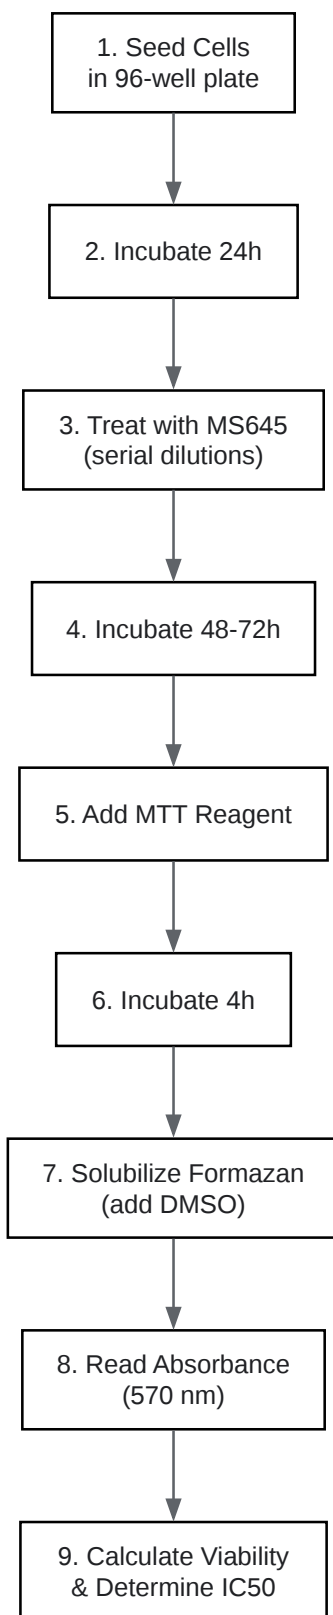 1. Seed Cells
in 96-well plate
2. Incubate 24h
3. Treat with MS645
(serial dilutions)
4. Incubate 48-72h
5. Add MTT Reagent
6. Incubate 4h
7. Solubilize Formazan
(add DMSO)
8. Read Absorbance
(570 nm)
9. Calculate Viability
& Determine IC50